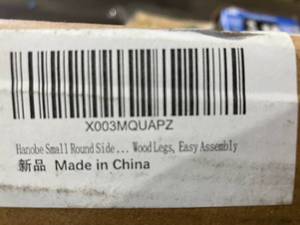 X003MQUAPZ
Hanobe Small Round Side ... Wood Legs, Easy Assembly
新品 Made in China